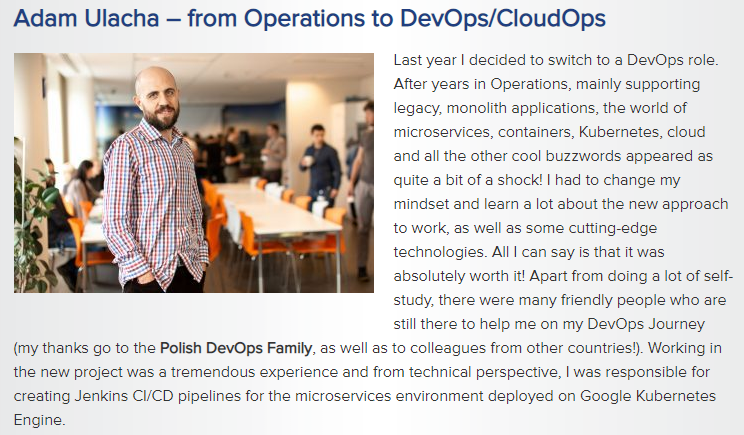 Adam Ulacha – from Operations to DevOps/CloudOps
Last year I decided to switch to a DevOps role.
After years in Operations, mainly supporting
legacy, monolith applications, the world of
microservices, containers, Kubernetes, cloud
and all the other cool buzzwords appeared as
quite a bit of a shock! I had to change my
mindset and learn a lot about the new approach
to work, as well as some cutting-edge
technologies. All I can say is that it was
absolutely worth it! Apart from doing a lot of self-
study, there were many friendly people who are
still there to help me on my DevOps Journey
(my thanks go to the Polish DevOps Family, as well as to colleagues from other countries!). Working in
the new project was a tremendous experience and from technical perspective, I was responsible for
creating Jenkins CI/CD pipelines for the microservices environment deployed on Google Kubernetes
Engine.